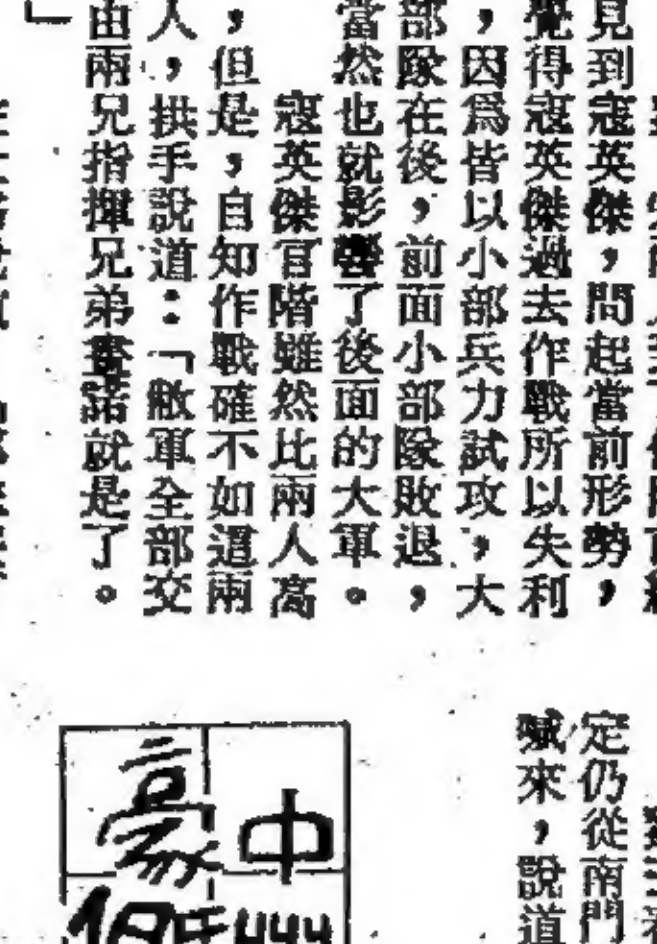 見到寇英傑，問起當前形勢，
覺得寇英傑過去作戰所以失利
，因爲皆以小部兵力試攻，大
部隊在後，前面小部隊敗退，
當然也就影響了後面的大軍。
寇英傑官階雖然比兩人高
，但是，自知作戰確不如這兩
人，拱手說道：「敝軍全部交
由兩兄指揮兄弟畫諾就是了。
」
定仍從南門
來，說道
中
豪